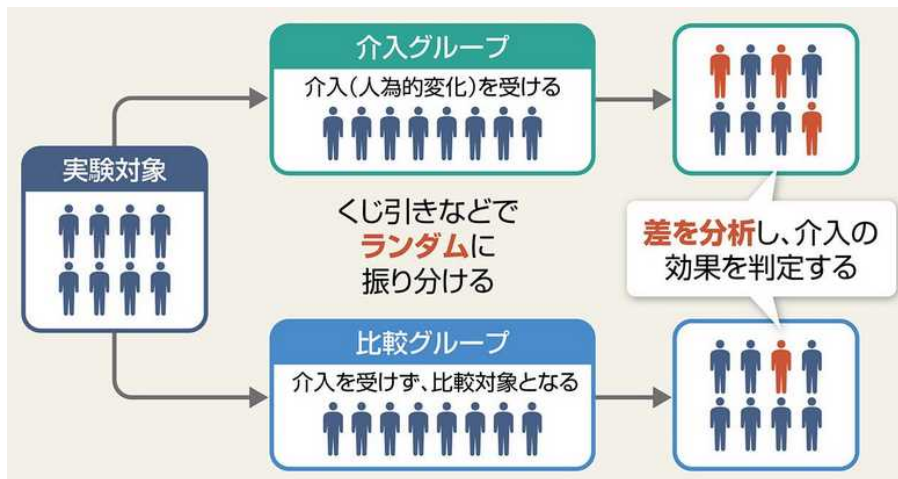 実験対象
介入グループ
介入(人為的変化)を受ける
くじ引きなどで
ランダムに
振り分ける
比較グループ
介入を受けず、比較対象となる
差を分析し、介入の
効果を判定する